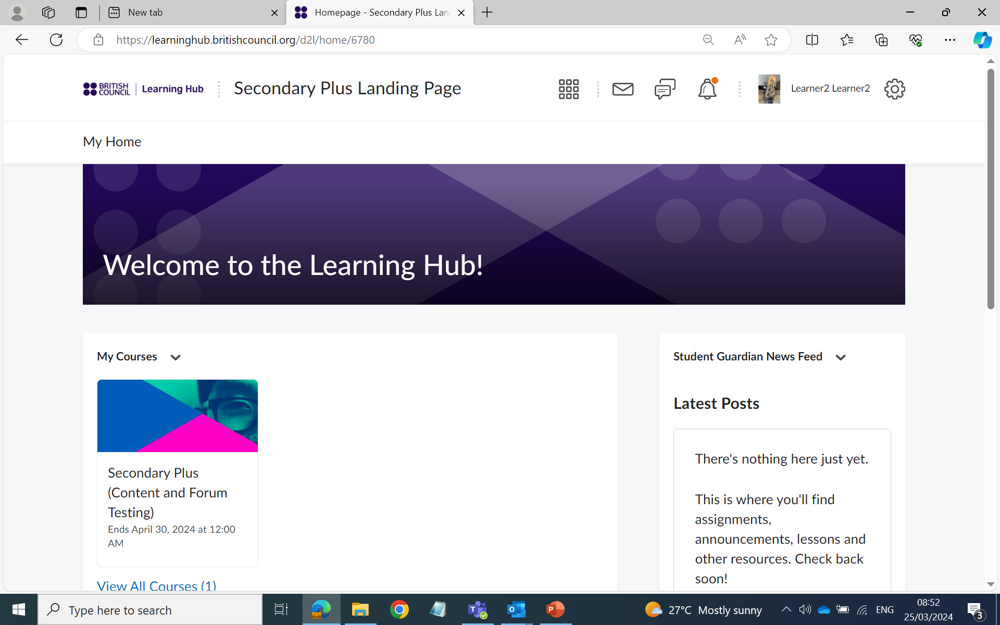 New tab
Homepage - Secondary Plus Lan
https://learninghub.britishcouncil.org/d2l/home/6780
BRITISH
COUNCIL
Learning Hub
Secondary Plus Landing Page
Learner2 Learner2
My Home
Welcome to the Learning Hub!
My Courses
Secondary Plus
(Content and Forum
Testing)
Ends April 30, 2024 at 12:00
AM
View All Courses (1)
Student Guardian News Feed
Latest Posts
There's nothing here just yet.
This is where you'll find
assignments,
announcements, lessons and
other resources. Check back
soon!
Type here to search
27°C Mostly sunny
ENG
08:52
25/03/2024
3